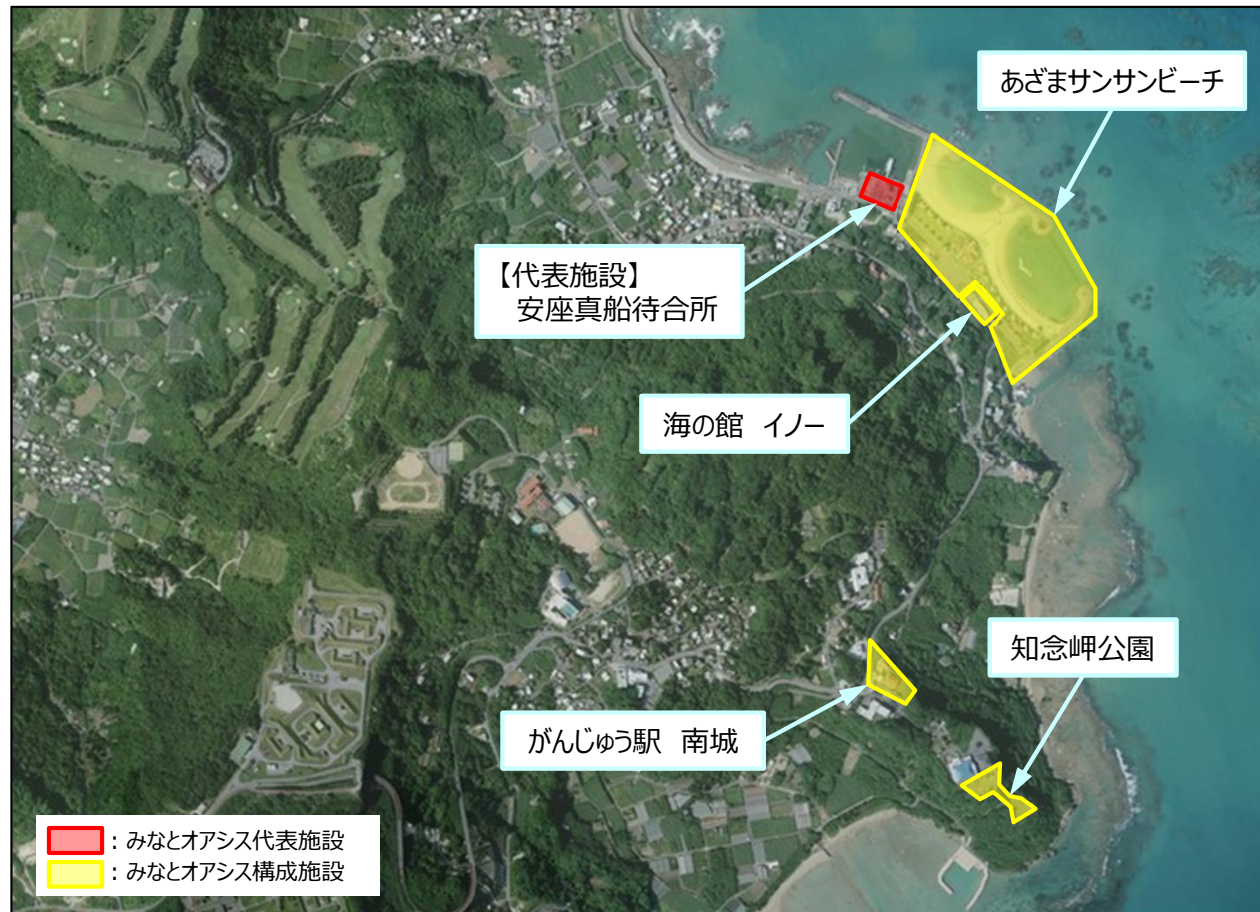 あざまサンサンビーチ
【代表施設】
安座真船待合所
海の館 イノー
知念岬公園
がんじゅう駅 南城
：みなとオアシス代表施設
：みなとオアシス構成施設